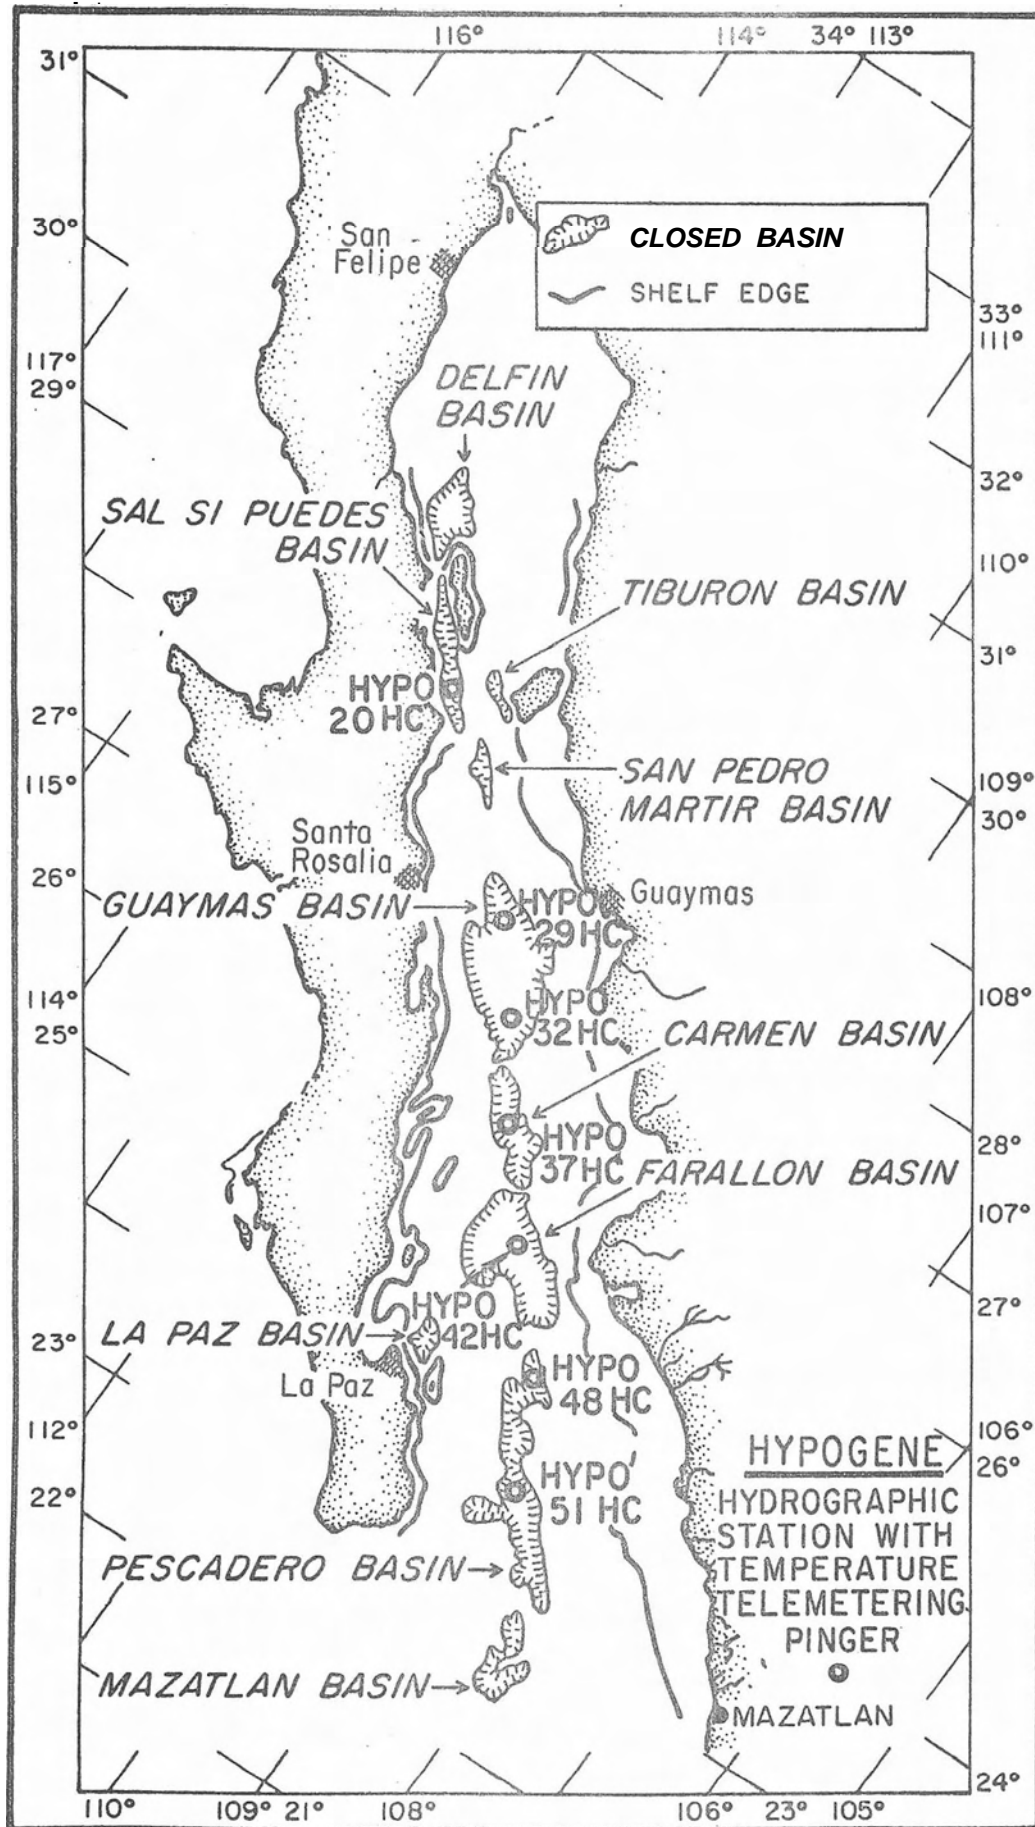 116°
114°
34°
113°
31°
30°
117°
29°
27°
115°
26°
114°
25°
23°
112°
22°
San
Felipe
CLOSED BASIN
SHELF EDGE
DELFIN
BASIN
SAL SI PUEDES
BASIN
TIBURON BASIN
HYPO
20 HC
SAN PEDRO
MARTIR BASIN
Santa
Rosalia
GUAYMAS BASIN
HYPO
29 HC
Guaymas
HYPO
32 HC
CARMEN BASIN
HYPO
37 HC
FARALLON BASIN
HYPO
42 HC
LA PAZ BASIN
La Paz
HYPO
48 HC
HYPO
51 HC
PESCADERO BASIN
MAZATLAN BASIN
HYPOGENE
HYDROGRAPHIC
STATION WITH
TEMPERATURE
TELEMETERING
PINGER
MAZATLAN
33°
111°
32°
110°
31°
109°
30°
108°
28°
107°
27°
106°
26°
24°
110°
109°
21°
108°
106°
23°
105°